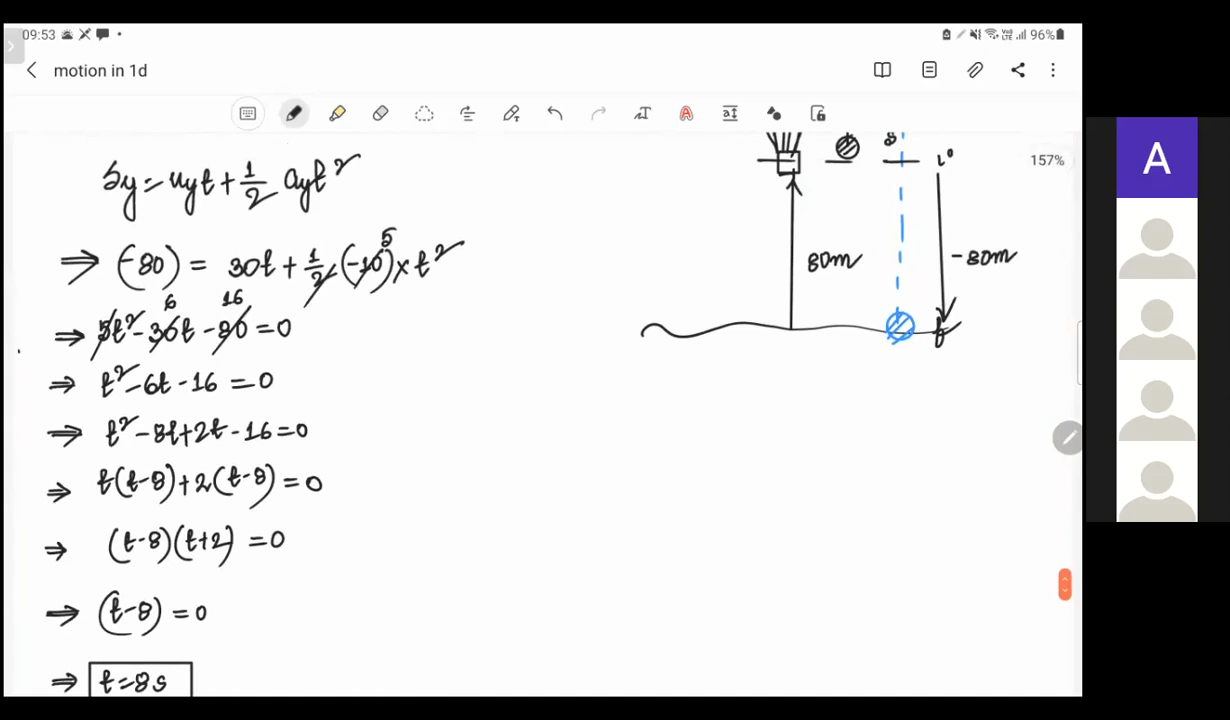 09:53
96%
motion in 1d
157%
A
Sy = uyt + 1/2 ayt²
⇒ (-80) = 30t + 1/2 (-10) × t²
5
6 16
⇒ 5t² - 30t - 80 = 0
⇒ t² - 6t - 16 = 0
⇒ t² - 8t + 2t - 16 = 0
⇒ t(t-8) + 2(t-8) = 0
⇒ (t-8)(t+2) = 0
⇒ (t-8) = 0
⇒ t = 8s
i
80m
-80m
f